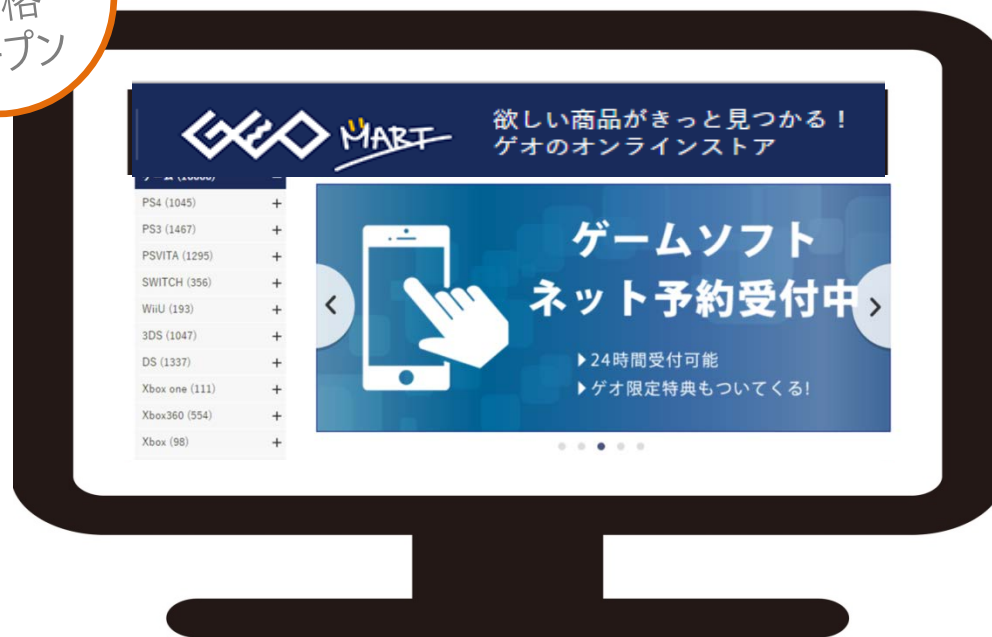 格
プン
GEO MART
欲しい商品がきっと見つかる！
ゲオのオンラインストア
PS4 (1045)
PS3 (1467)
PSVITA (1295)
SWITCH (356)
WiiU (193)
3DS (1047)
DS (1337)
Xbox one (111)
Xbox360 (554)
Xbox (98)
ゲームソフト
ネット予約受付中
24時間受付可能
ゲオ限定特典もついてくる!